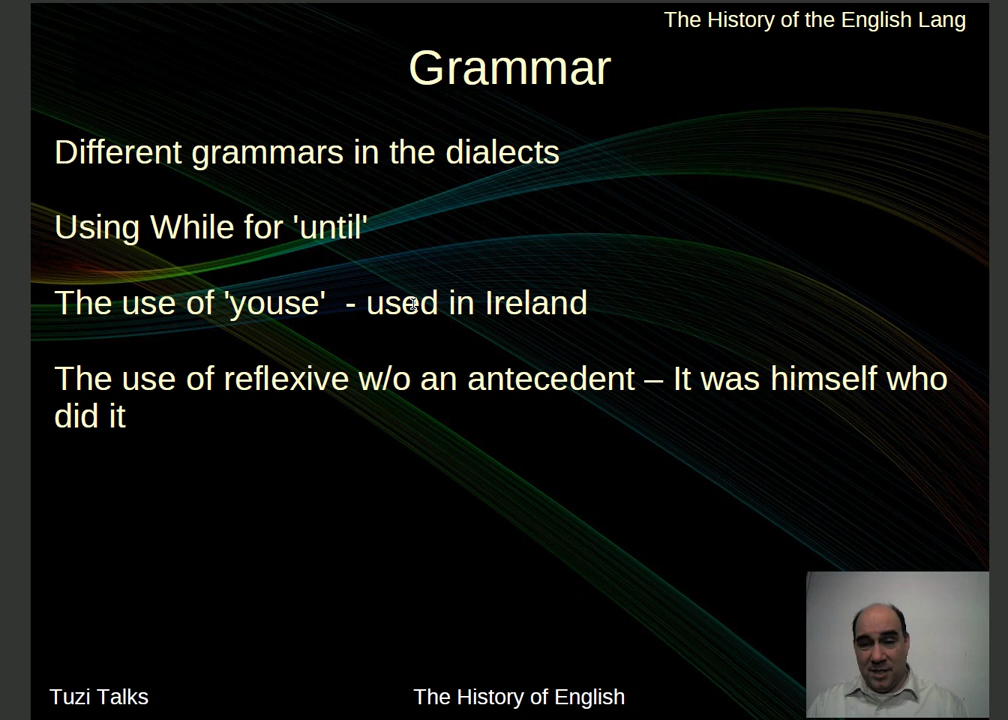 The History of the English Lang
Grammar
Different grammars in the dialects
Using While for 'until'
The use of 'youse'  - used in Ireland
The use of reflexive w/o an antecedent – It was himself who
did it
Tuzi Talks
The History of English